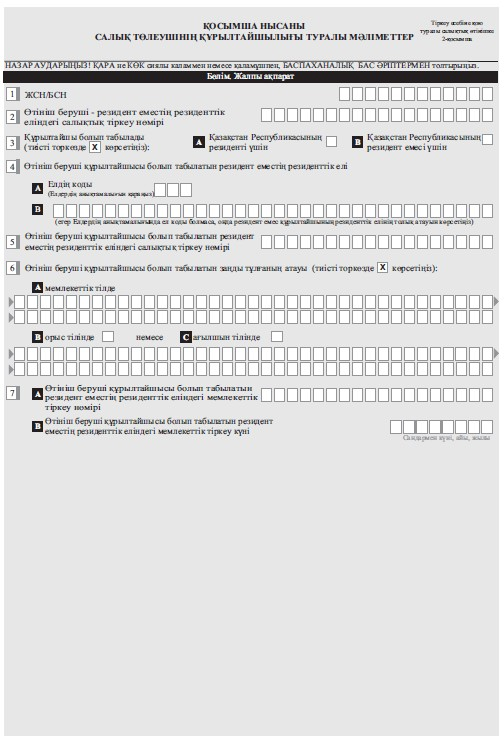 ҚОСЫМША НЫСАНЫ
САЛЫҚ ТӨЛЕУШІНІҢ ҚҰРЫЛТАЙШЫЛЫҒЫ ТУРАЛЫ МӘЛІМЕТТЕР
Тіркеу есебіне қою
туралы салықтық өтінішке
2-қосымша
НАЗАР АУДАРЫҢЫЗ! ҚАРА не КӨК сиялы каламмен немесе қаламұшпен, БАСПАХАНАЛЫҚ БАС ӘРІПТЕРМЕН толтырыңыз.
Бөлім. Жалпы ақпарат
1 ЖСН/БСН
2 Өтініш беруші - резидент еместің резиденттік
еліндегі салықтық тіркеу нөмірі
3 Құрылтайшы болып табылады
(тиісті торкөзде X көрсетіңіз):
A Қазақстан Республикасының
резиденті үшін
B Қазақстан Республикасының
резидент емесі үшін
4 Өтініш беруші құрылтайшысы болып табылатын резидент еместің резиденттік елі
A Елдің коды
(Елдердің анықтамалығын қараңыз)
B
(егер Елдердің анықтамалығында ел коды болмаса, онда резидент емес құрылтайшының резиденттік елінің толық атауын көрсетіңіз)
5 Өтініш беруші құрылтайшысы болып табылатын резидент
еместің резиденттік еліндегі салықтық тіркеу нөмірі
6 Өтініш беруші құрылтайшысы болып табылатын заңды тұлғаның атауы (тиісті торкөзде X көрсетіңіз):
A мемлекеттік тілде
B орыс тілінде немесе C ағылшын тілінде
7 A Өтініш беруші құрылтайшысы болып табылатын
резидент еместің резиденттік еліндегі мемлекеттік
тіркеу нөмірі
B Өтініш беруші құрылтайшысы болып табылатын резидент
еместің резиденттік еліндегі мемлекеттік тіркеу күні
Сандармен күні, айы, жылы